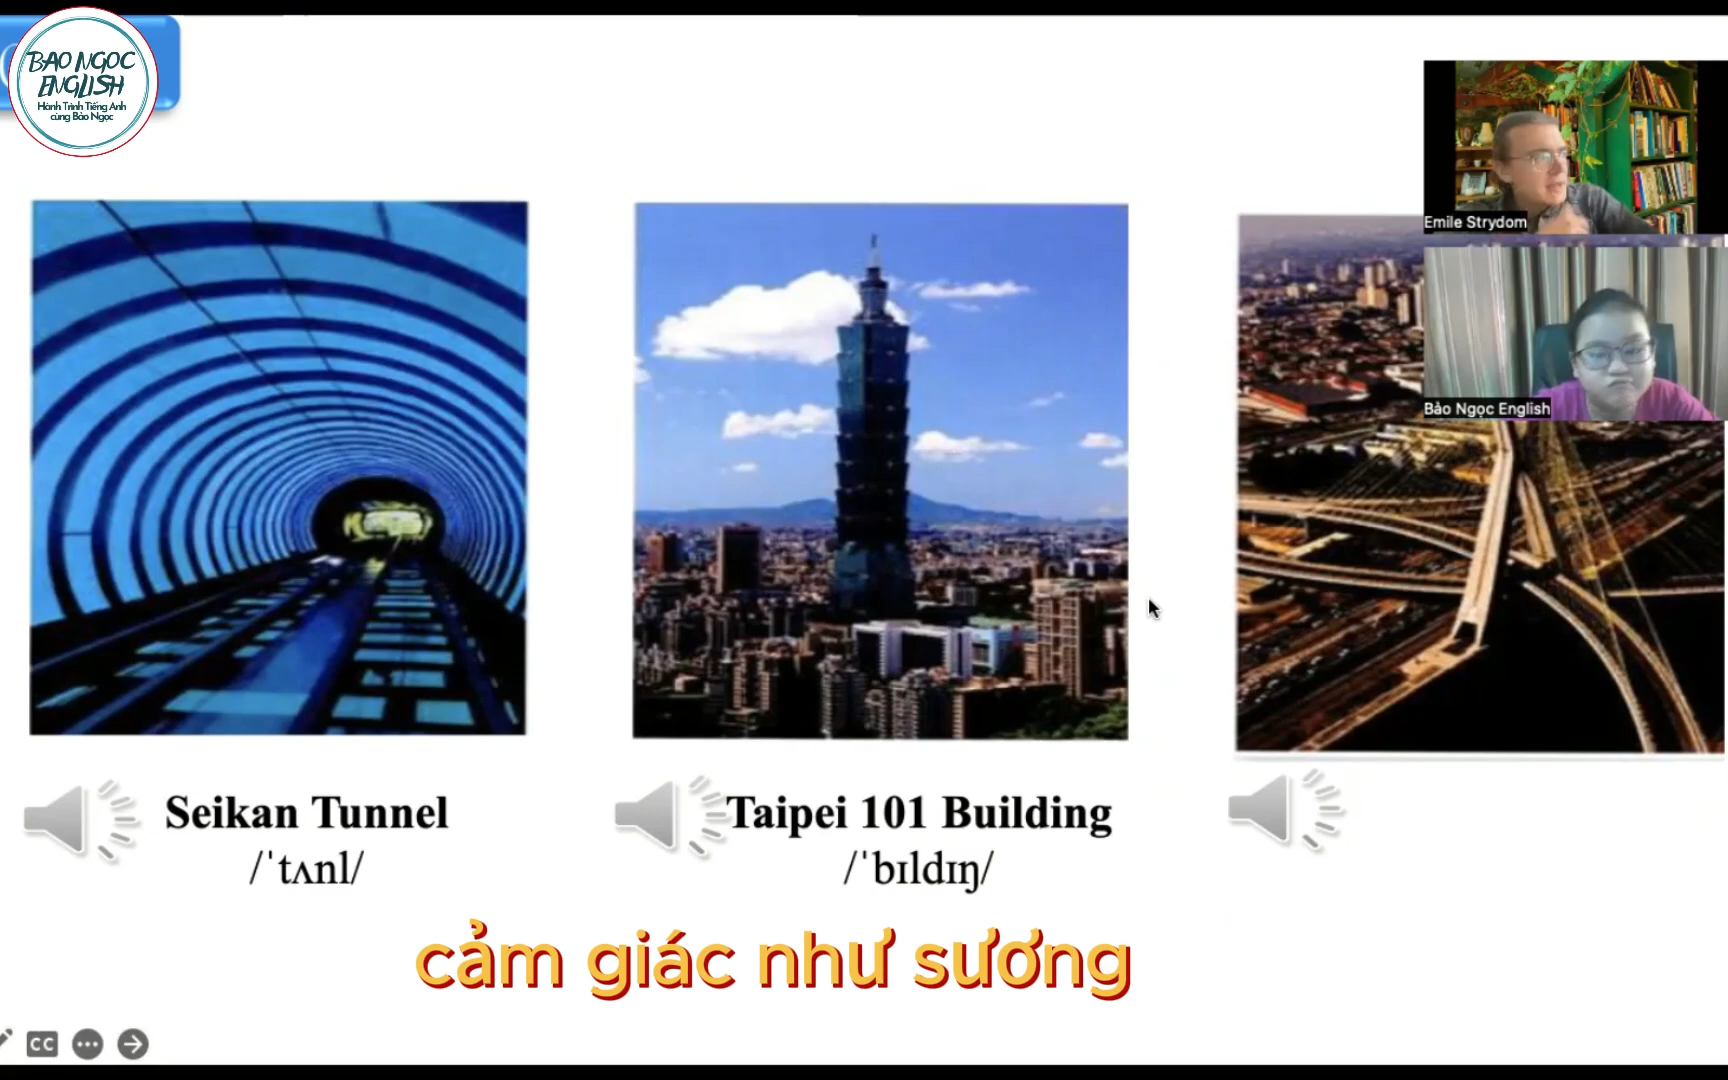 BAO NGOC
ENGLISH
Hành Trình Tiếng Anh
cùng Bảo Ngọc
Emile Strydom
Bảo Ngọc English
Seikan Tunnel
/ˈtʌnl/
Taipei 101 Building
/ˈbɪldɪŋ/
cảm giác như sương
CC